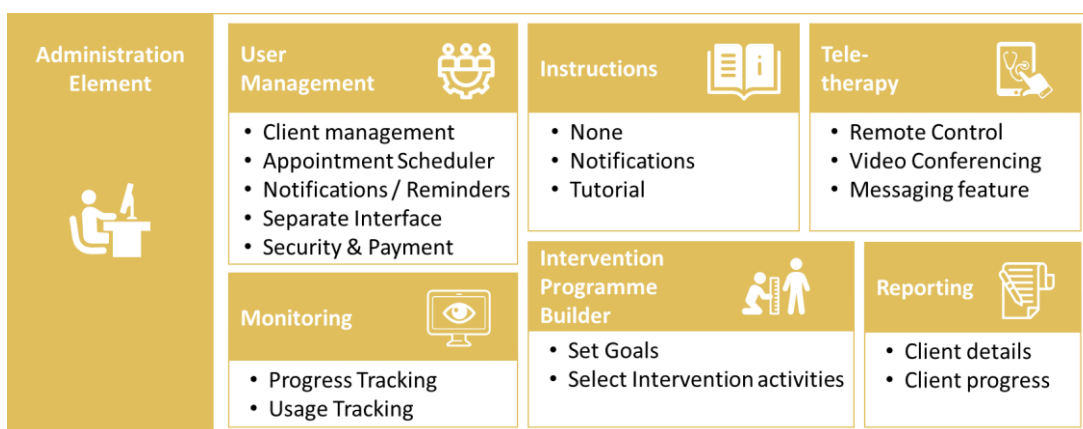 Administration
Element
User
Management
• Client management
• Appointment Scheduler
• Notifications / Reminders
• Separate Interface
• Security & Payment
Instructions
• None
• Notifications
• Tutorial
Tele-
therapy
• Remote Control
• Video Conferencing
• Messaging feature
Monitoring
• Progress Tracking
• Usage Tracking
Intervention
Programme
Builder
• Set Goals
• Select Intervention activities
Reporting
• Client details
• Client progress